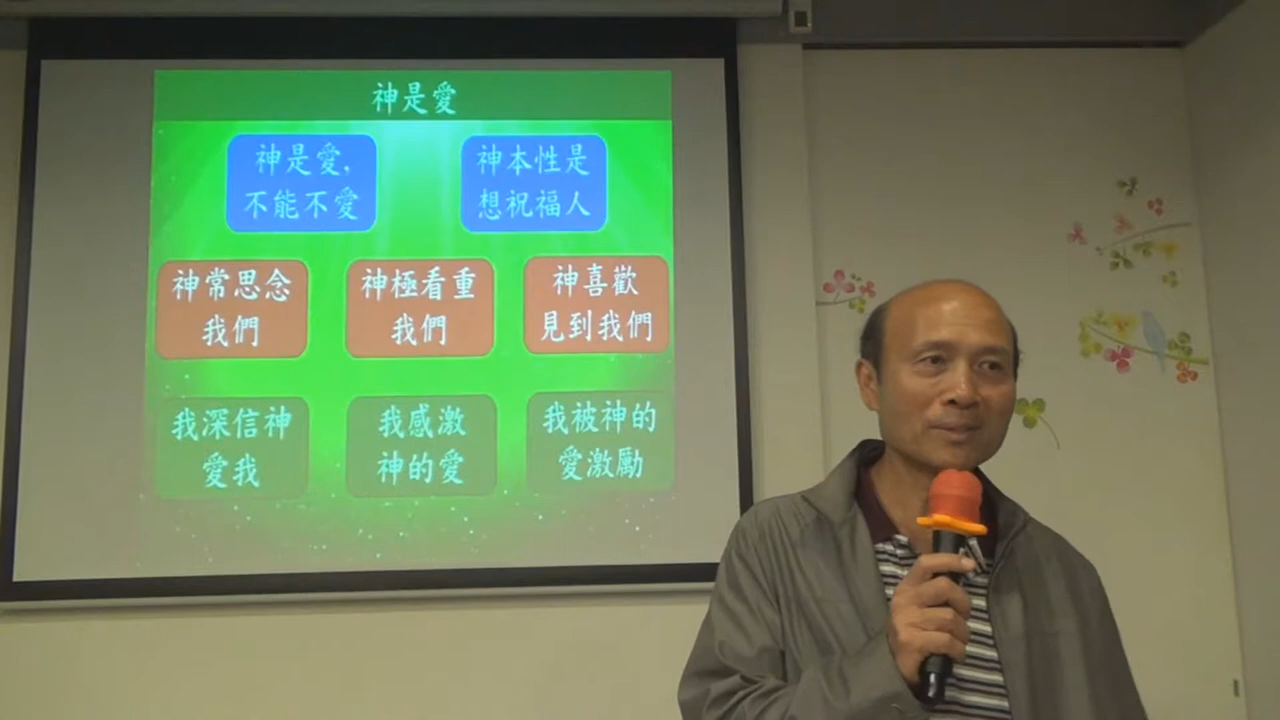 神是愛
神是愛,
不能不愛
神本性是
想祝福人
神常思念
我們
神極看重
我們
神喜歡
見到我們
我深信神
愛我
我感激
神的愛
我被神的
愛激勵